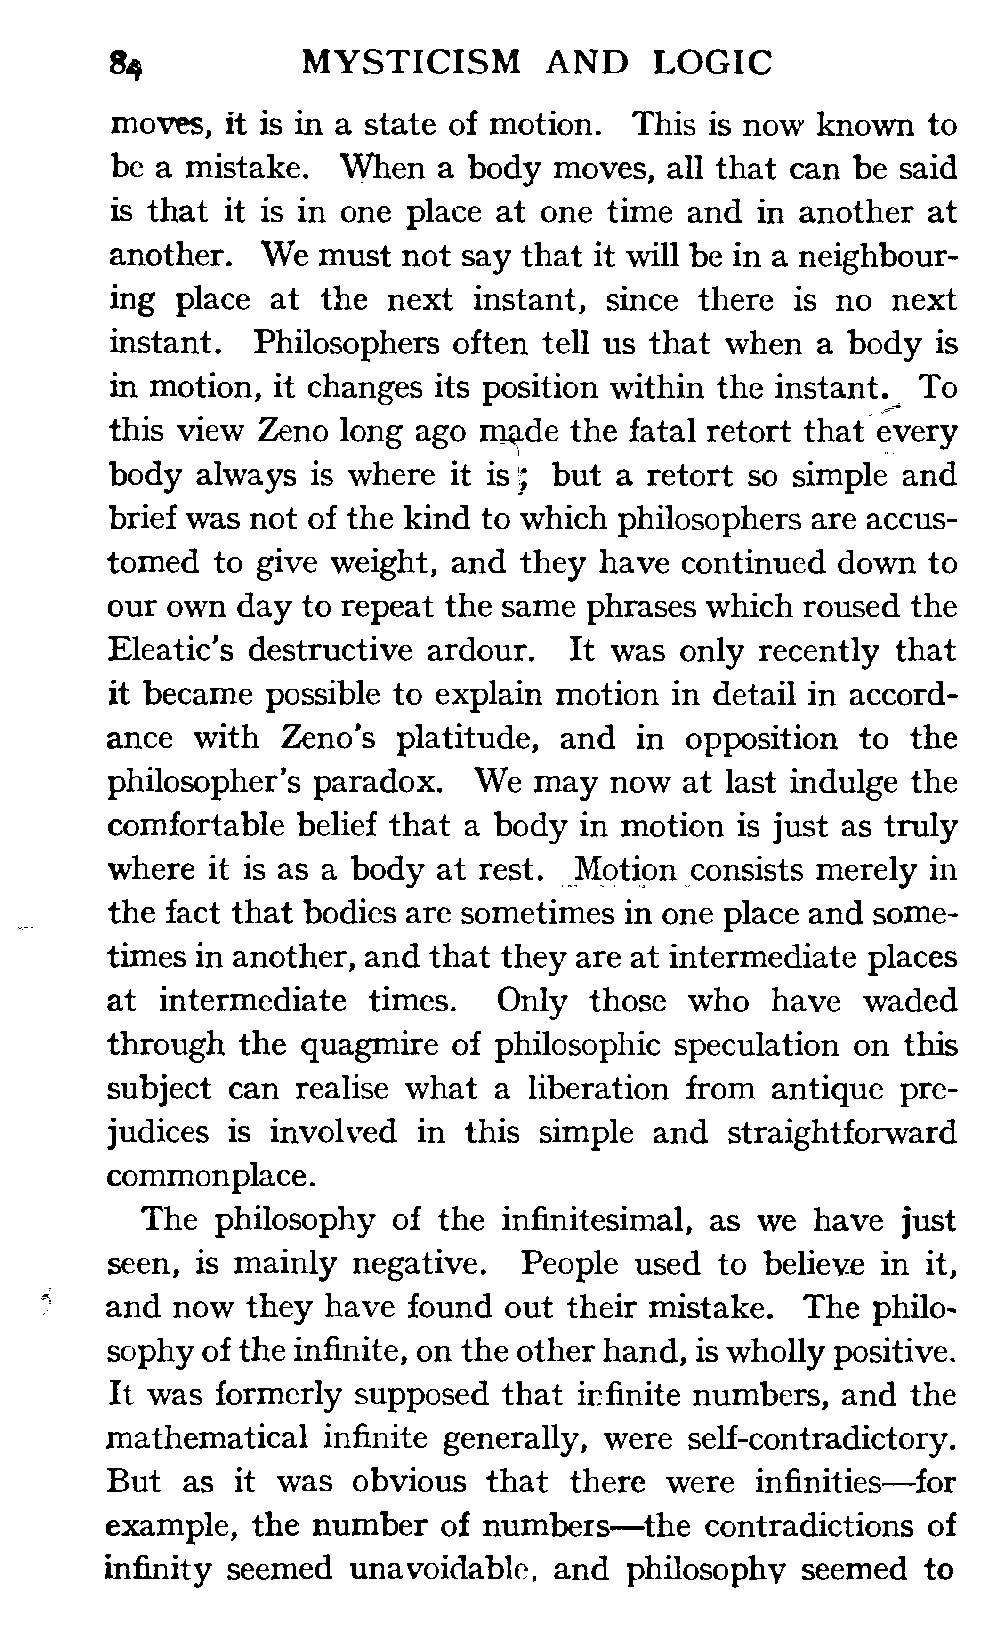 84 MYSTICISM AND LOGIC
moves, it is in a state of motion. This is now known to
be a mistake. When a body moves, all that can be said
is that it is in one place at one time and in another at
another. We must not say that it will be in a neighbour-
ing place at the next instant, since there is no next
instant. Philosophers often tell us that when a body is
in motion, it changes its position within the instant. To
this view Zeno long ago made the fatal retort that every
body always is where it is; but a retort so simple and
brief was not of the kind to which philosophers are accus-
tomed to give weight, and they have continued down to
our own day to repeat the same phrases which roused the
Eleatic's destructive ardour. It was only recently that
it became possible to explain motion in detail in accord-
ance with Zeno's platitude, and in opposition to the
philosopher's paradox. We may now at last indulge the
comfortable belief that a body in motion is just as truly
where it is as a body at rest. Motion consists merely in
the fact that bodies are sometimes in one place and some-
times in another, and that they are at intermediate places
at intermediate times. Only those who have waded
through the quagmire of philosophic speculation on this
subject can realise what a liberation from antique pre-
judices is involved in this simple and straightforward
commonplace.
The philosophy of the infinitesimal, as we have just
seen, is mainly negative. People used to believe in it,
and now they have found out their mistake. The philo-
sophy of the infinite, on the other hand, is wholly positive.
It was formerly supposed that infinite numbers, and the
mathematical infinite generally, were self-contradictory.
But as it was obvious that there were infinities—for
example, the number of numbers—the contradictions of
infinity seemed unavoidable, and philosophy seemed to